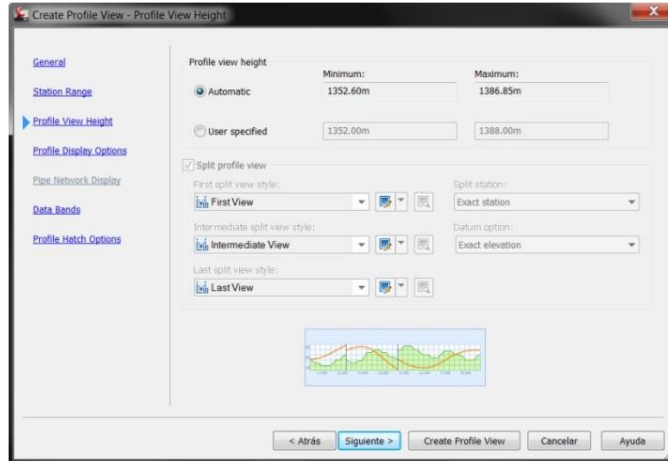 Create Profile View - Profile View Height
General
Station Range
Profile View Height
Profile Display Options
Pipe Network Display
Data Bands
Profile Hatch Options
Profile view height
Minimum: Maximum:
Automatic 1352.60m 1386.85m
User specified 1352.00m 1388.00m
Split profile view
First split view style: Split station:
First View Exact station
Intermediate split view style: Datum option:
Intermediate View Exact elevation
Last split view style:
Last View
< Atrás Siguiente > Create Profile View Cancelar Ayuda